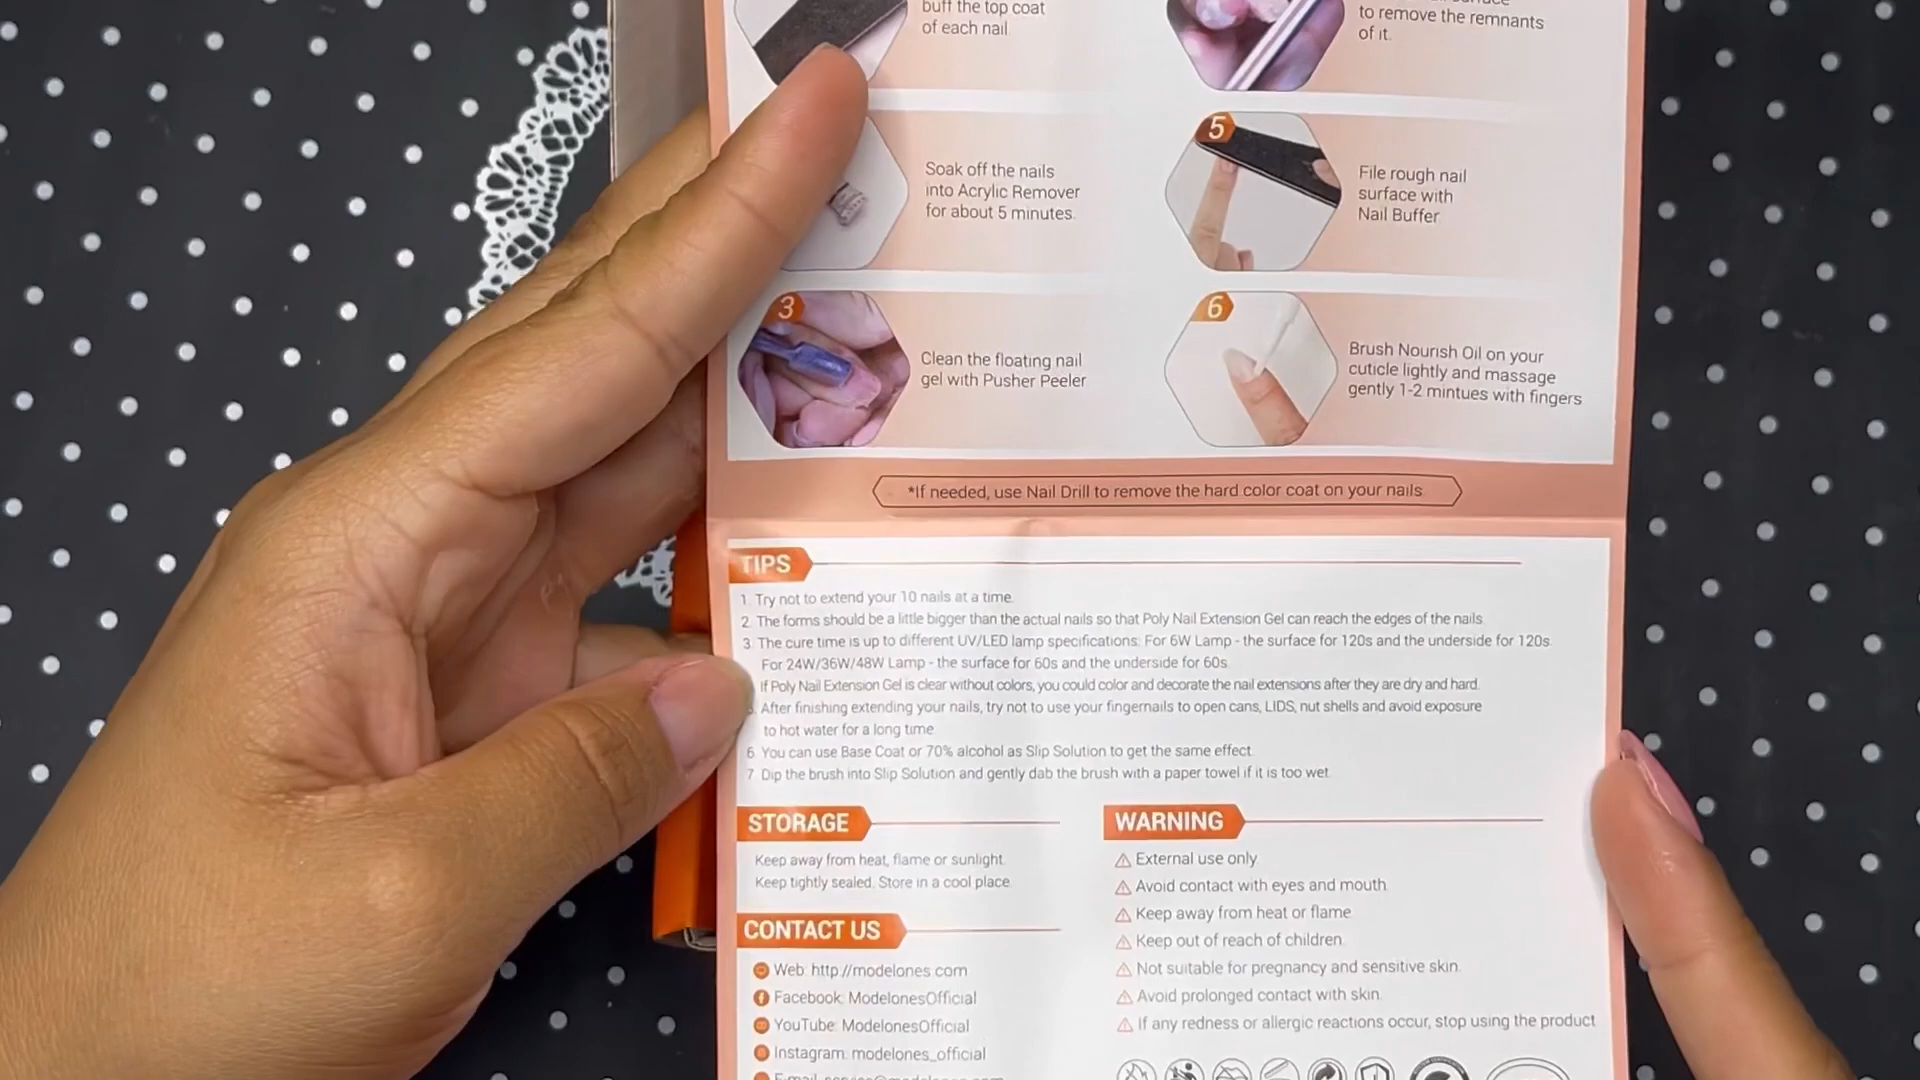 buff the top coat
of each nail.
to remove the remnants
of it.
Soak off the nails
into Acrylic Remover
for about 5 minutes.
5
File rough nail
surface with
Nail Buffer
3
Clean the floating nail
gel with Pusher Peeler
6
Brush Nourish Oil on your
cuticle lightly and massage
gently 1-2 mintues with fingers
*If needed, use Nail Drill to remove the hard color coat on your nails.
TIPS
1. Try not to extend your 10 nails at a time.
2. The forms should be a little bigger than the actual nails so that Poly Nail Extension Gel can reach the edges of the nails.
3. The cure time is up to different UV/LED lamp specifications: For 6W Lamp - the surface for 120s and the underside for 120s.
For 24W/36W/48W Lamp - the surface for 60s and the underside for 60s.
If Poly Nail Extension Gel is clear without colors, you could color and decorate the nail extensions after they are dry and hard.
After finishing extending your nails, try not to use your fingernails to open cans, LIDS, nut shells and avoid exposure
to hot water for a long time.
6. You can use Base Coat or 70% alcohol as Slip Solution to get the same effect.
7. Dip the brush into Slip Solution and gently dab the brush with a paper towel if it is too wet.
STORAGE
Keep away from heat, flame or sunlight.
Keep tightly sealed. Store in a cool place.
CONTACT US
Web: http://modelones.com
Facebook: ModelonesOfficial
YouTube: ModelonesOfficial
Instagram: modelones_official
WARNING
External use only.
Avoid contact with eyes and mouth.
Keep away from heat or flame.
Keep out of reach of children.
Not suitable for pregnancy and sensitive skin.
Avoid prolonged contact with skin.
If any redness or allergic reactions occur, stop using the product.